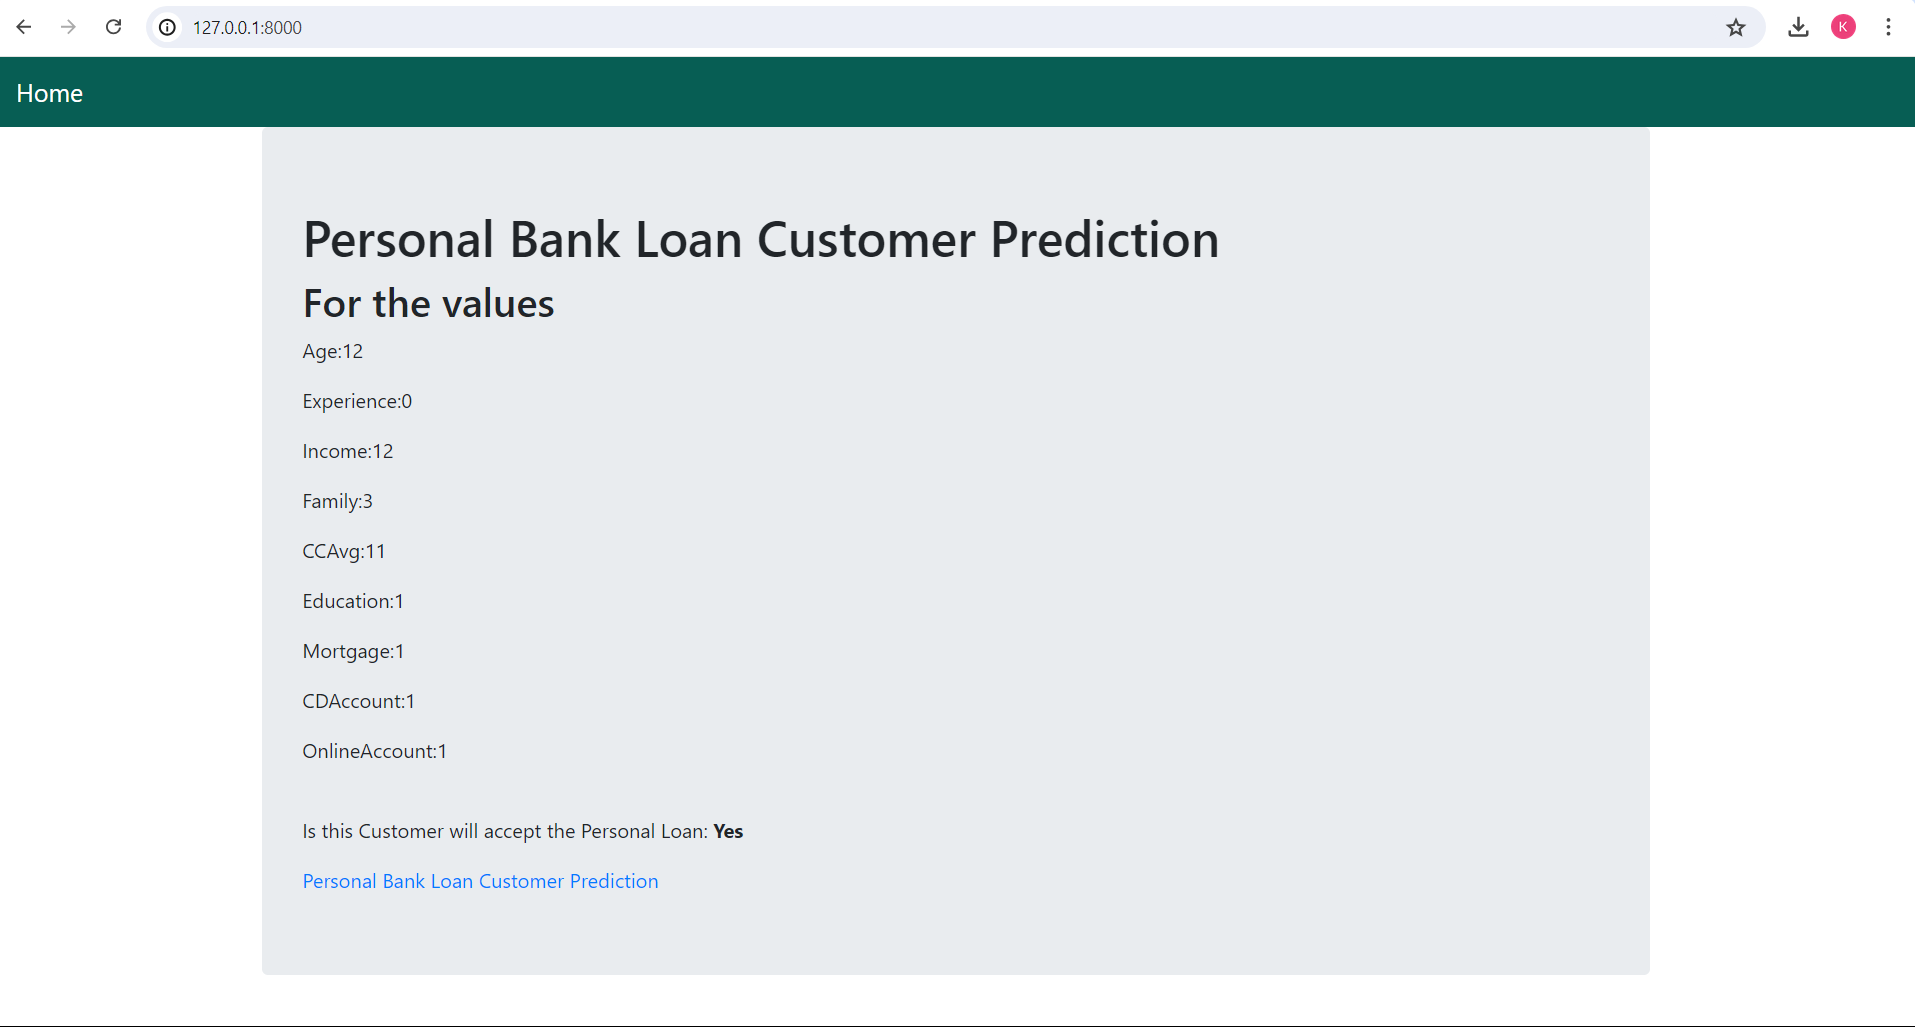 127.0.0.1:8000
K
Home
Personal Bank Loan Customer Prediction
For the values
Age:12
Experience:0
Income:12
Family:3
CCAvg:11
Education:1
Mortgage:1
CDAccount:1
OnlineAccount:1
Is this Customer will accept the Personal Loan: Yes
Personal Bank Loan Customer Prediction